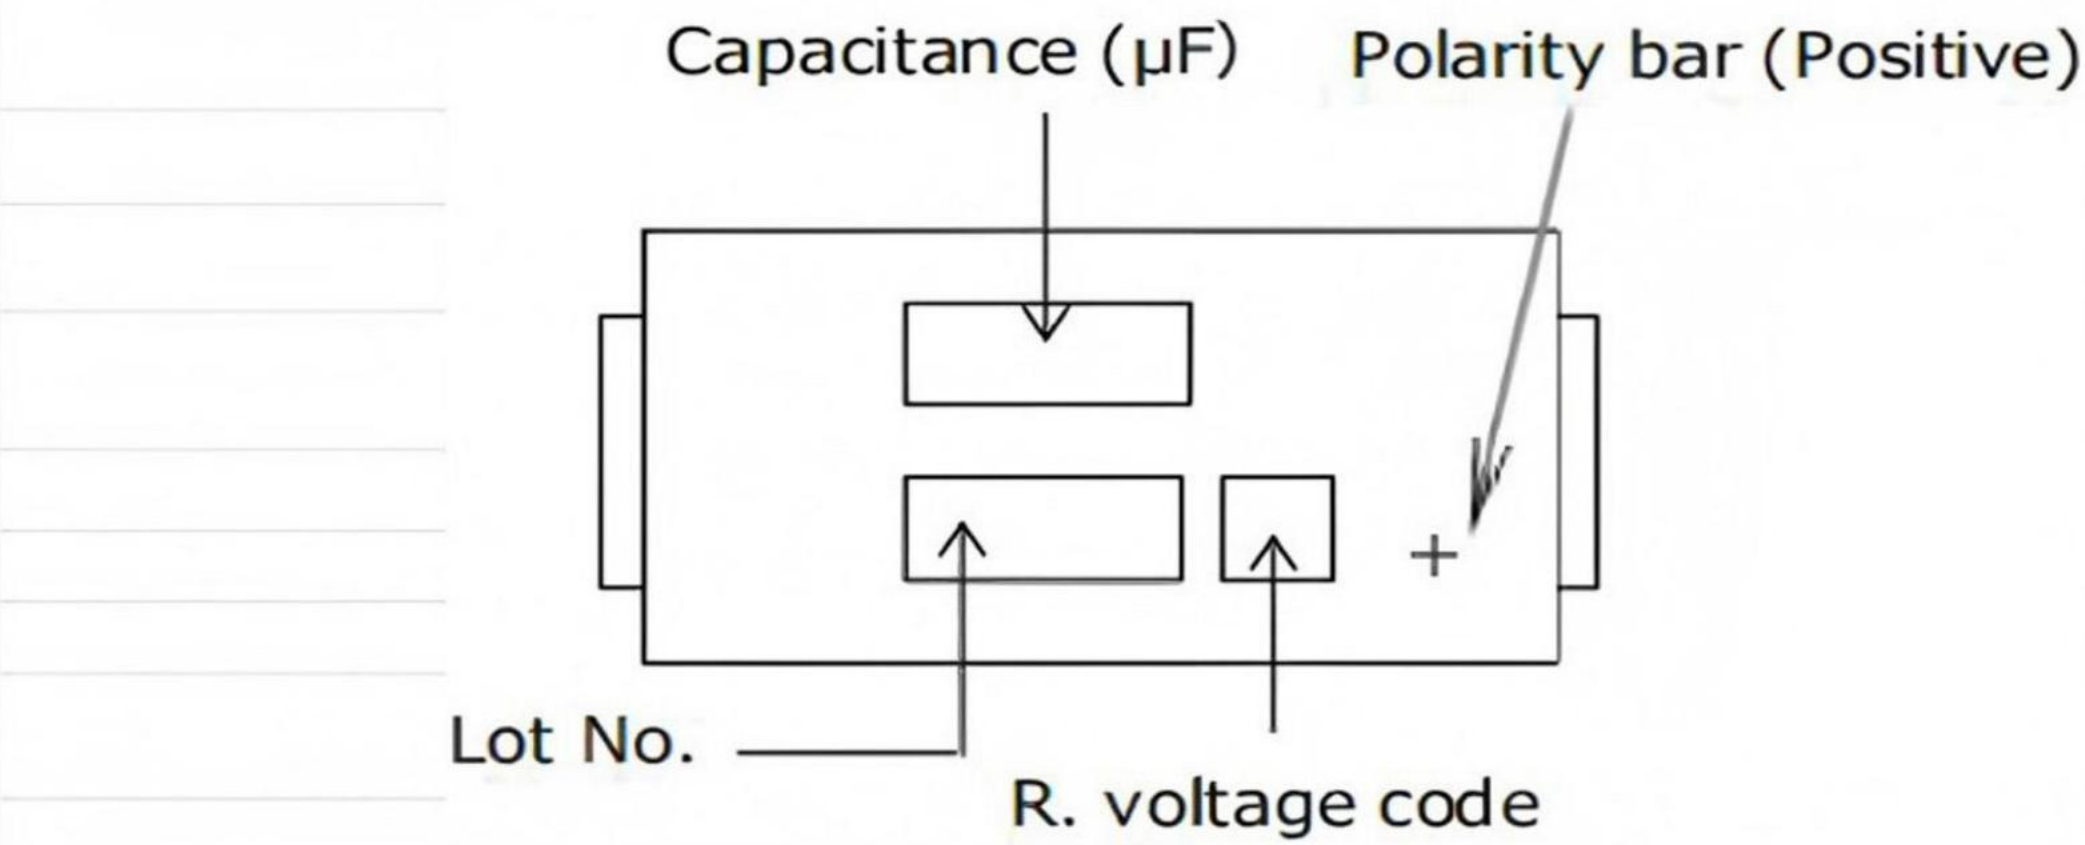 Capacitance (µF)
Polarity bar (Positive)
+
Lot No.
R. voltage code